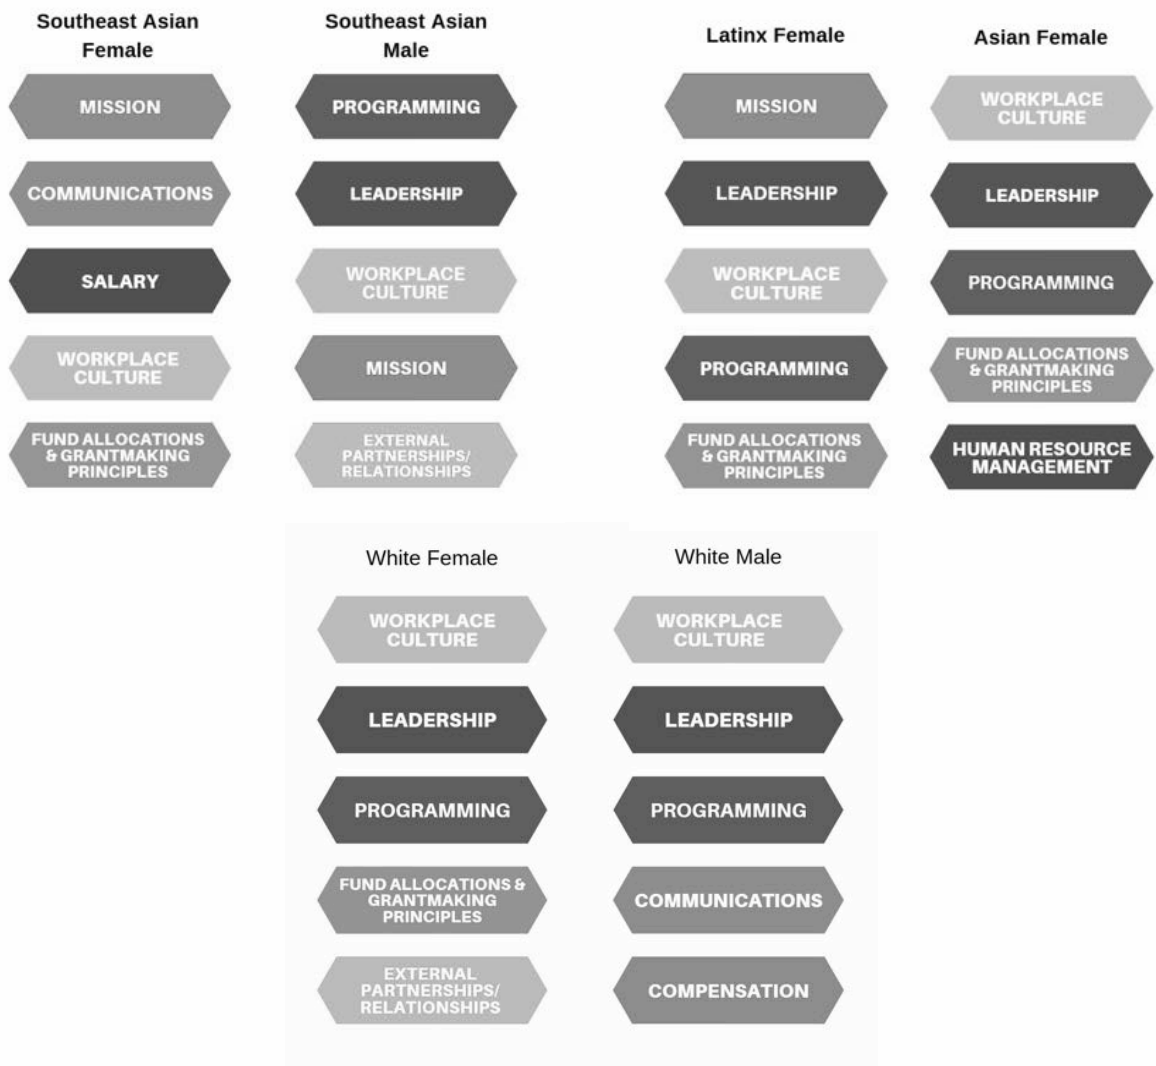 Southeast Asian
Female
MISSION
COMMUNICATIONS
SALARY
WORKPLACE
CULTURE
FUND ALLOCATIONS
& GRANTMAKING
PRINCIPLES
Southeast Asian
Male
PROGRAMMING
LEADERSHIP
WORKPLACE
CULTURE
MISSION
EXTERNAL
PARTNERSHIPS/
RELATIONSHIPS
Latinx Female
MISSION
LEADERSHIP
WORKPLACE
CULTURE
PROGRAMMING
FUND ALLOCATIONS
& GRANTMAKING
PRINCIPLES
Asian Female
WORKPLACE
CULTURE
LEADERSHIP
PROGRAMMING
FUND ALLOCATIONS
& GRANTMAKING
PRINCIPLES
HUMAN RESOURCE
MANAGEMENT
White Female
WORKPLACE
CULTURE
LEADERSHIP
PROGRAMMING
FUND ALLOCATIONS &
GRANTMAKING
PRINCIPLES
EXTERNAL
PARTNERSHIPS/
RELATIONSHIPS
White Male
WORKPLACE
CULTURE
LEADERSHIP
PROGRAMMING
COMMUNICATIONS
COMPENSATION